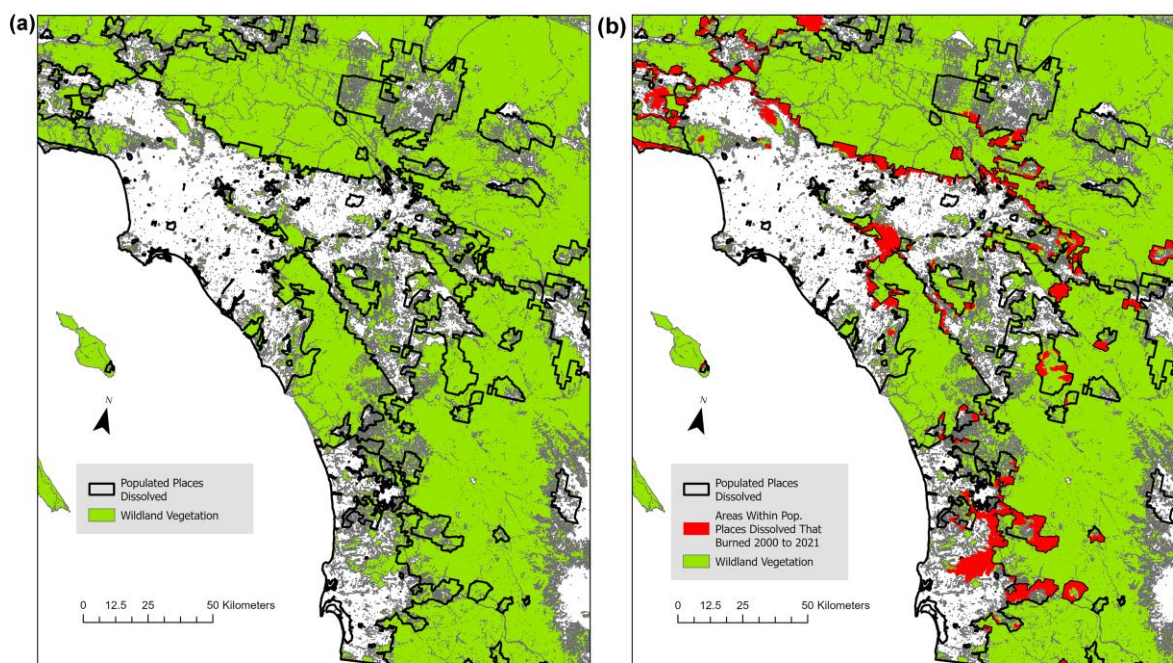 (a)
N
Populated Places
Dissolved
Wildland Vegetation
0 12.5 25 50 Kilometers
(b)
N
Populated Places
Dissolved
Areas Within Pop.
Places Dissolved That
Burned 2000 to 2021
Wildland Vegetation
0 12.5 25 50 Kilometers